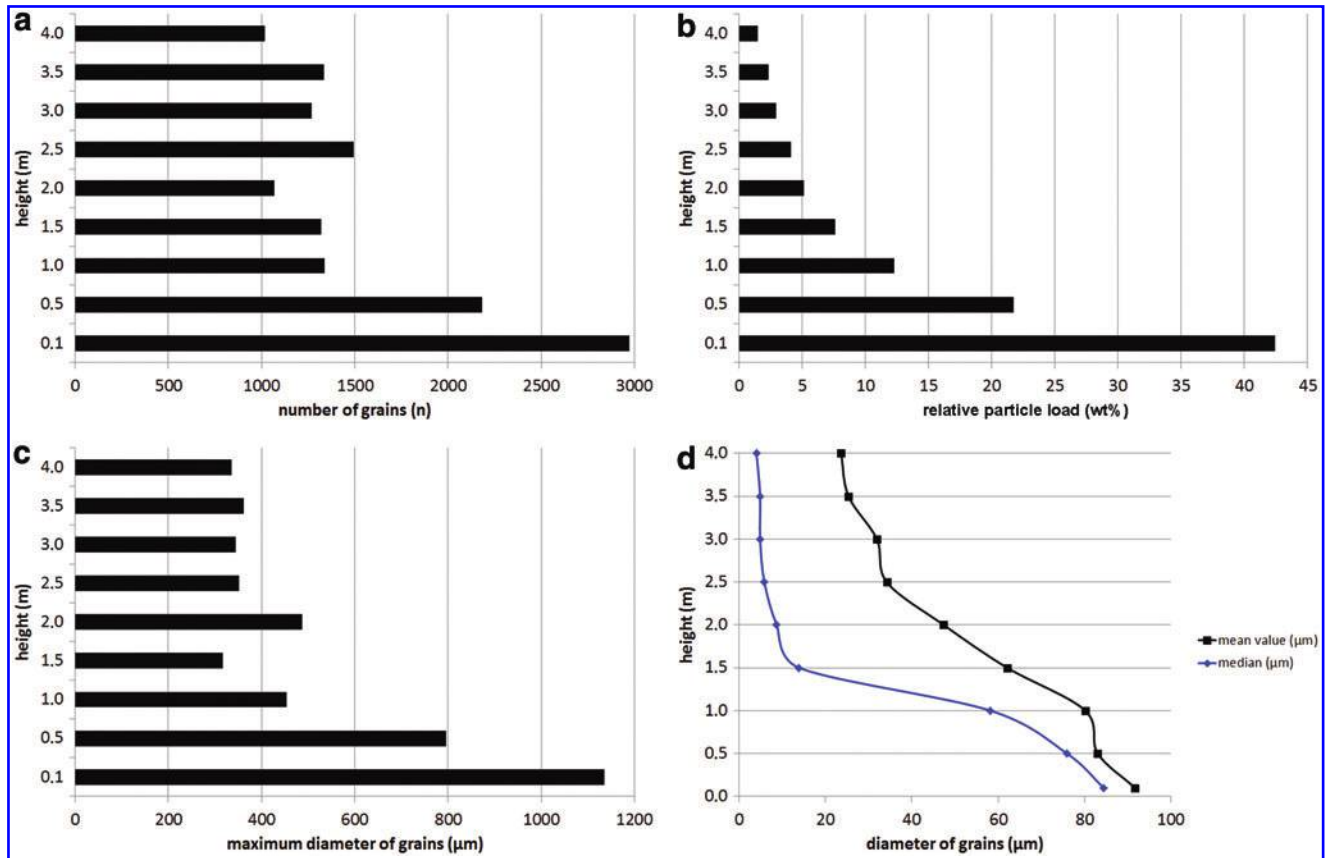 a
4.0
3.5
3.0
2.5
2.0
1.5
1.0
0.5
0.1
height (m)
0 500 1000 1500 2000 2500 3000
number of grains (n)
b
4.0
3.5
3.0
2.5
2.0
1.5
1.0
0.5
0.1
height (m)
0 5 10 15 20 25 30 35 40 45
relative particle load (wt%)
c
4.0
3.5
3.0
2.5
2.0
1.5
1.0
0.5
0.1
height (m)
0 200 400 600 800 1000 1200
maximum diameter of grains (µm)
d
4.0
3.5
3.0
2.5
2.0
1.5
1.0
0.5
0.0
height (m)
0 20 40 60 80 100
diameter of grains (µm)
mean value (µm)
median (µm)